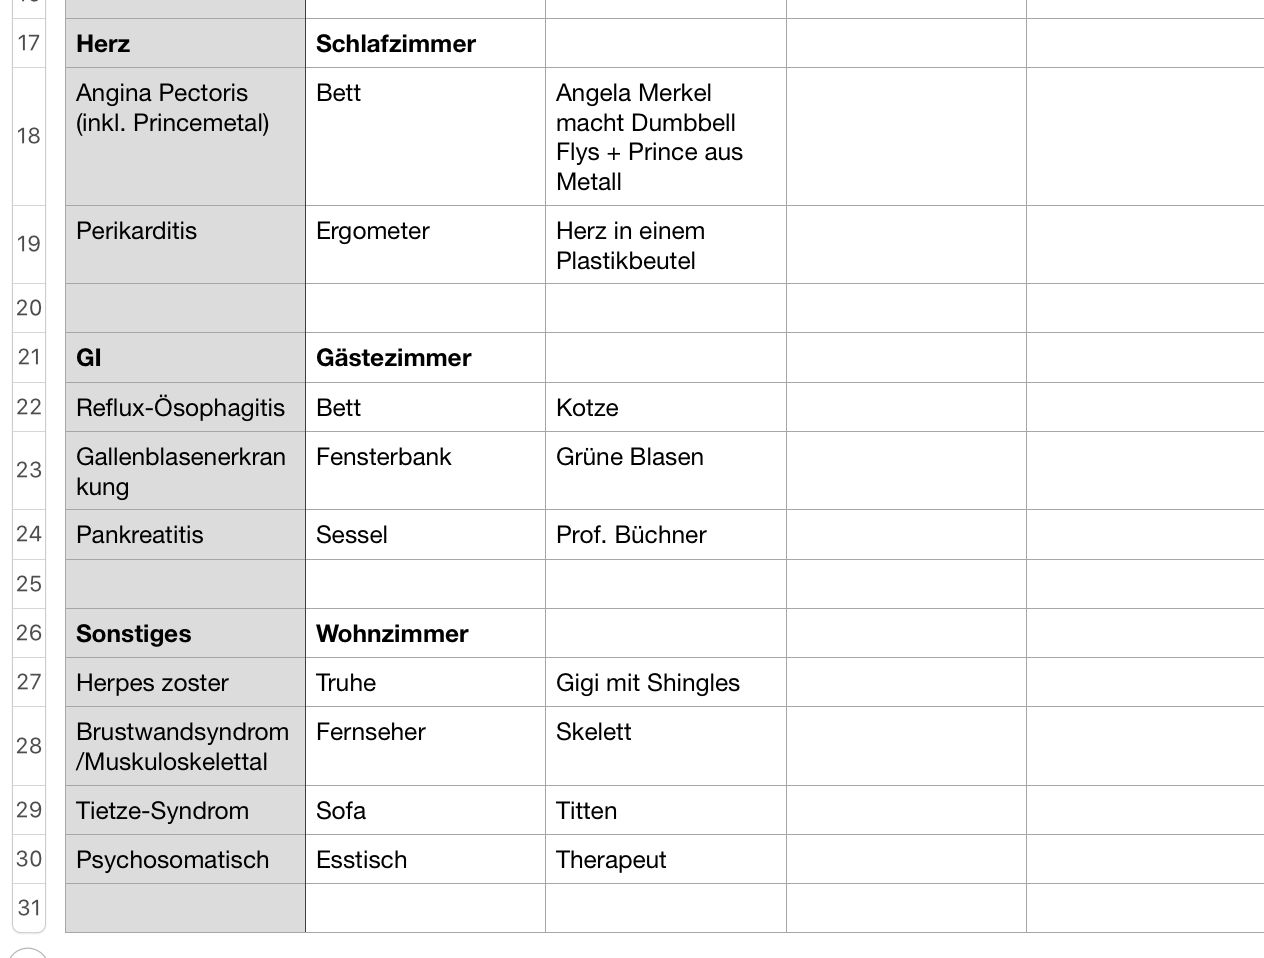 17 Herz Schlafzimmer
18 Angina Pectoris (inkl. Princemetal) Bett Angela Merkel macht Dumbbell Flys + Prince aus Metall
19 Perikarditis Ergometer Herz in einem Plastikbeutel
20
21 GI Gästezimmer
22 Reflux-Ösophagitis Bett Kotze
23 Gallenblasenerkrankung Fensterbank Grüne Blasen
24 Pankreatitis Sessel Prof. Büchner
25
26 Sonstiges Wohnzimmer
27 Herpes zoster Truhe Gigi mit Shingles
28 Brustwandsyndrom/Muskuloskelettal Fernseher Skelett
29 Tietze-Syndrom Sofa Titten
30 Psychosomatisch Esstisch Therapeut
31